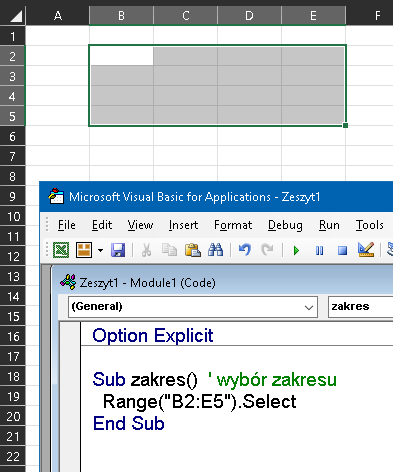 A B C D E F
1
2
3
4
5
6
7
8
9
10
11
12
13
14
15
16
17
18
19
20
21
22
Microsoft Visual Basic for Applications - Zeszyt1
File Edit View Insert Format Debug Run Tools
Zeszyt1 - Module1 (Code)
(General) zakres
Option Explicit
Sub zakres() ' wybór zakresu
Range("B2:E5").Select
End Sub